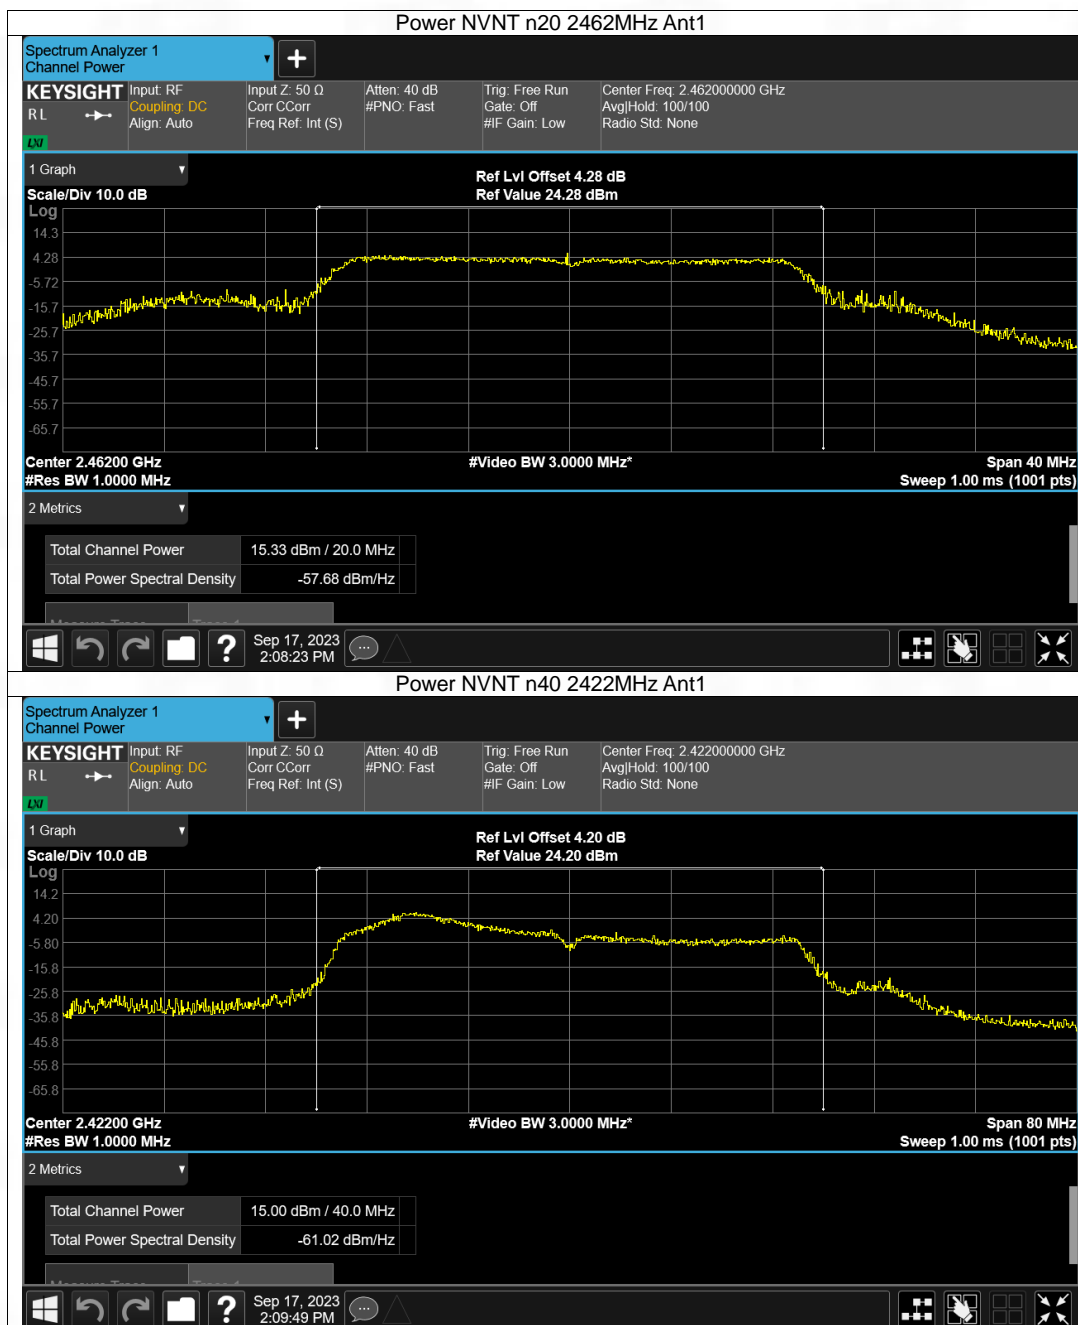 Power NVNT n20 2462MHz Ant1
Spectrum Analyzer 1
Channel Power
KEYSIGHT
RL
LXI
Input: RF
Coupling: DC
Align: Auto
Input Z: 50 Ω
Corr CCorr
Freq Ref: Int (S)
Atten: 40 dB
#PNO: Fast
Trig: Free Run
Gate: Off
#IF Gain: Low
Center Freq: 2.462000000 GHz
Avg|Hold: 100/100
Radio Std: None
1 Graph
Scale/Div 10.0 dB
Ref Lvl Offset 4.28 dB
Ref Value 24.28 dBm
Log
14.3
4.28
-5.72
-15.7
-25.7
-35.7
-45.7
-55.7
-65.7
Center 2.46200 GHz
#Res BW 1.0000 MHz
#Video BW 3.0000 MHz*
Span 40 MHz
Sweep 1.00 ms (1001 pts)
2 Metrics
Total Channel Power 15.33 dBm / 20.0 MHz
Total Power Spectral Density -57.68 dBm/Hz
Sep 17, 2023
2:08:23 PM
Power NVNT n40 2422MHz Ant1
Spectrum Analyzer 1
Channel Power
KEYSIGHT
RL
LXI
Input: RF
Coupling: DC
Align: Auto
Input Z: 50 Ω
Corr CCorr
Freq Ref: Int (S)
Atten: 40 dB
#PNO: Fast
Trig: Free Run
Gate: Off
#IF Gain: Low
Center Freq: 2.422000000 GHz
Avg|Hold: 100/100
Radio Std: None
1 Graph
Scale/Div 10.0 dB
Ref Lvl Offset 4.20 dB
Ref Value 24.20 dBm
Log
14.2
4.20
-5.80
-15.8
-25.8
-35.8
-45.8
-55.8
-65.8
Center 2.42200 GHz
#Res BW 1.0000 MHz
#Video BW 3.0000 MHz*
Span 80 MHz
Sweep 1.00 ms (1001 pts)
2 Metrics
Total Channel Power 15.00 dBm / 40.0 MHz
Total Power Spectral Density -61.02 dBm/Hz
Sep 17, 2023
2:09:49 PM